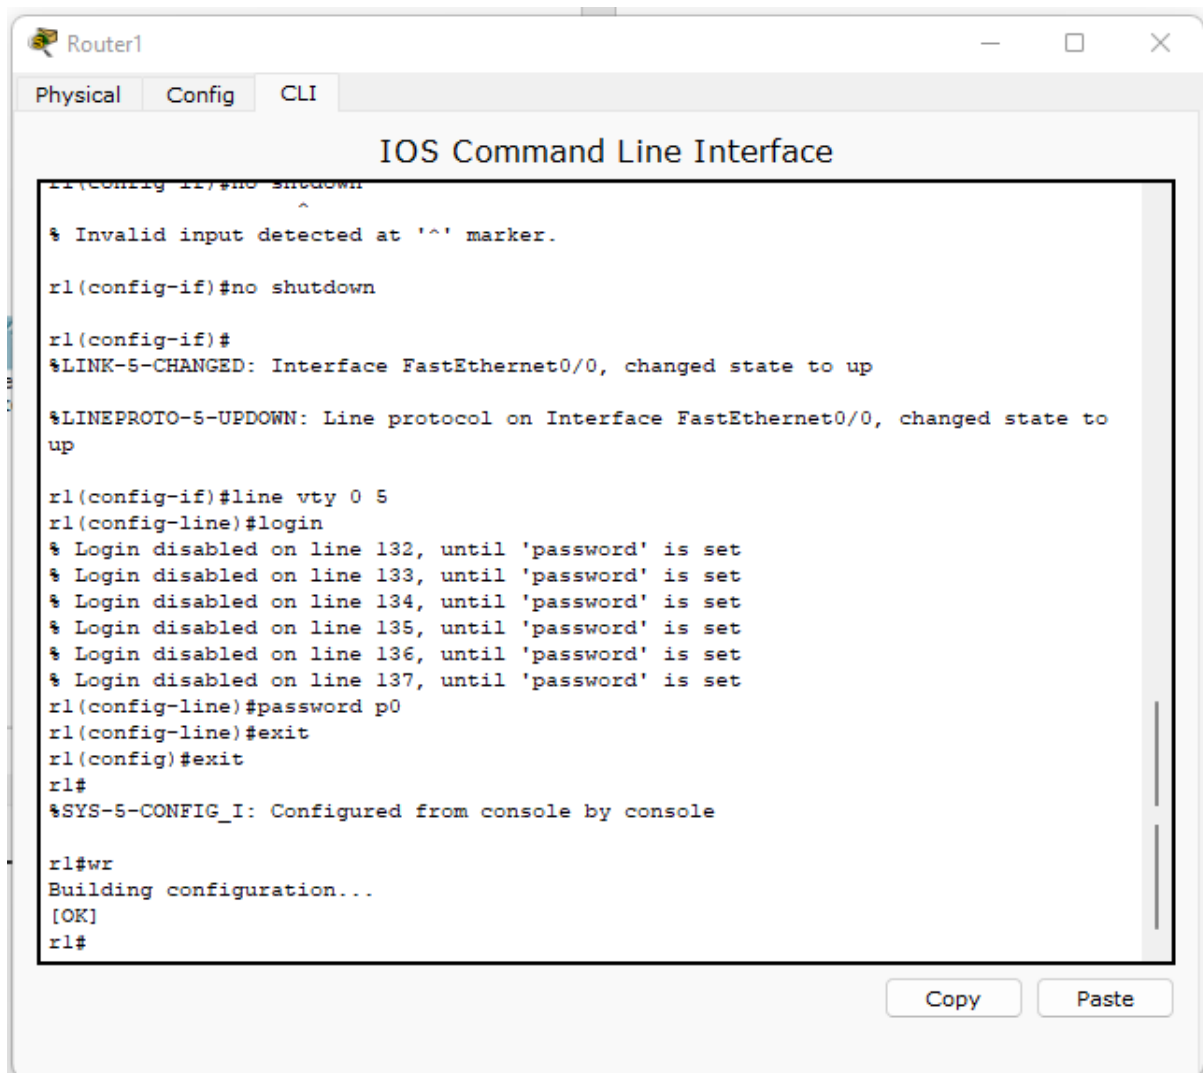 Router1
Physical Config CLI
IOS Command Line Interface
r1(config-if)#no shtdown
^
% Invalid input detected at '^' marker.
r1(config-if)#no shutdown
r1(config-if)#
%LINK-5-CHANGED: Interface FastEthernet0/0, changed state to up
%LINEPROTO-5-UPDOWN: Line protocol on Interface FastEthernet0/0, changed state to
up
r1(config-if)#line vty 0 5
r1(config-line)#login
% Login disabled on line 132, until 'password' is set
% Login disabled on line 133, until 'password' is set
% Login disabled on line 134, until 'password' is set
% Login disabled on line 135, until 'password' is set
% Login disabled on line 136, until 'password' is set
% Login disabled on line 137, until 'password' is set
r1(config-line)#password p0
r1(config-line)#exit
r1(config)#exit
r1#
%SYS-5-CONFIG_I: Configured from console by console
r1#wr
Building configuration...
[OK]
r1#
Copy Paste